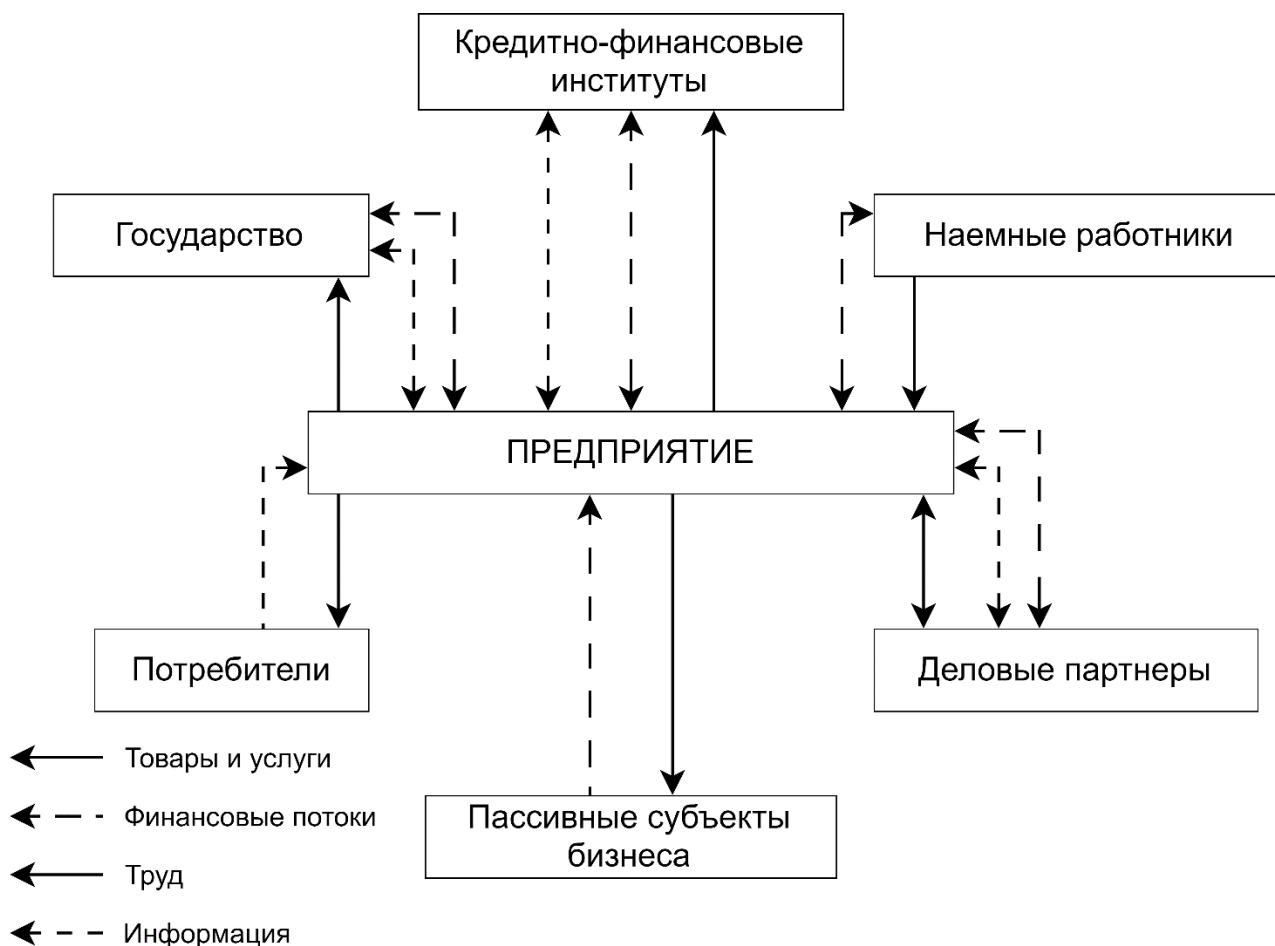 Кредитно-финансовые
институты
Государство
Наемные работники
ПРЕДПРИЯТИЕ
Потребители
Деловые партнеры
Товары и услуги
Пассивные субъекты
бизнеса
Финансовые потоки
Труд
Информация